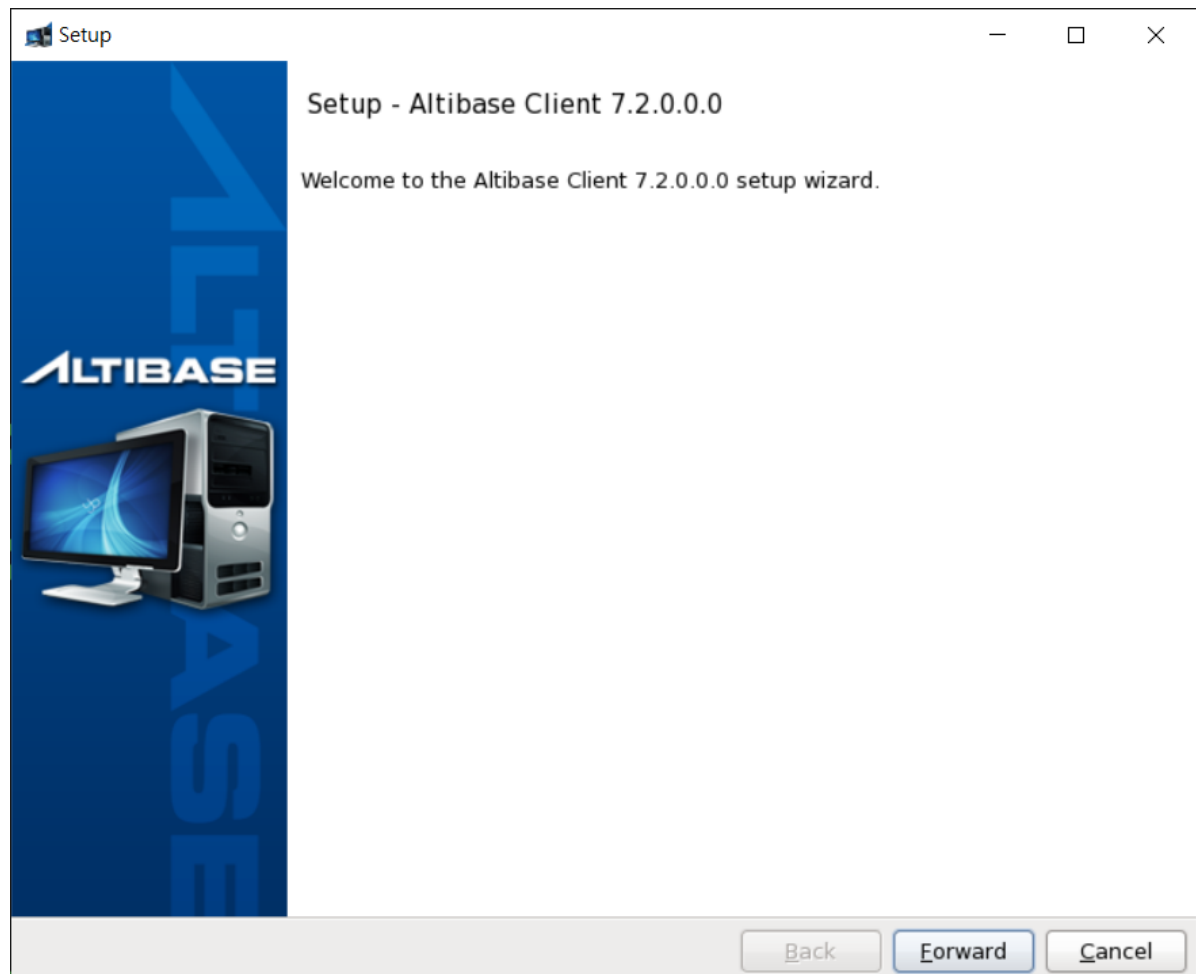 Setup
Setup - Altibase Client 7.2.0.0.0
Welcome to the Altibase Client 7.2.0.0.0 setup wizard.
ALTIBASE
ALTIBASE
Back
Forward
Cancel